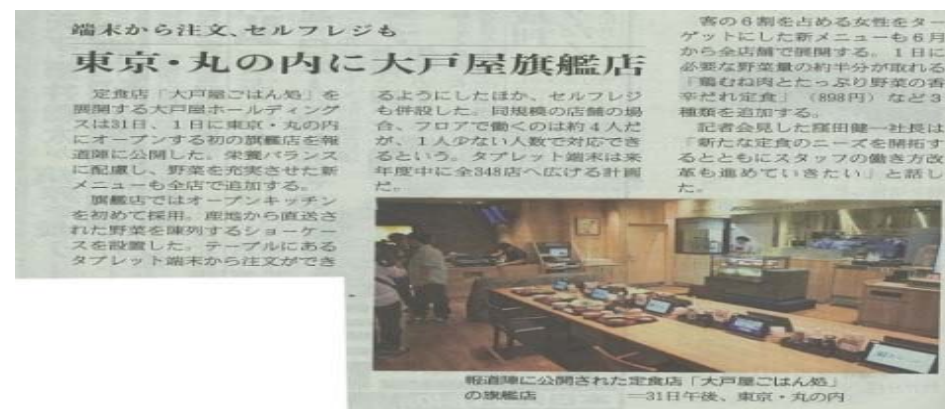 端末から注文、セルフレジも
東京・丸の内に大戸屋旗艦店
定食店「大戸屋ごはん処」を
展開する大戸屋ホールディング
スは31日、1日に東京・丸の内
にオープンする初の旗艦店を報
道陣に公開した。栄養バランス
に配慮し、野菜を充実させた新
メニューも全店で追加する。
旗艦店ではオープンキッチン
を初めて採用。産地から直送さ
れた野菜を陳列するショーケー
スを設置した。テーブルにある
タブレット端末から注文ができ
るようにしたほか、セルフレジ
も併設した。同規模の店舗の場
合、フロアで働くのは約4人だ
が、1人少ない人数で対応でき
るという。タブレット端末は来
年度中に全348店へ広げる計画
だ。
客の6割を占める女性をター
ゲットにした新メニューも6月
から全店舗で展開する。1日に
必要な野菜量の約半分が取れる
「鶏むね肉とたっぷり野菜の香
辛だれ定食」(898円)など3
種類を追加する。
記者会見した窪田健一社長は
「新たな定食のニーズを開拓す
るとともにスタッフの働き方改
革も進めていきたい」と話し
た。
報道陣に公開された定食店「大戸屋ごはん処」
の旗艦店 =31日午後、東京・丸の内